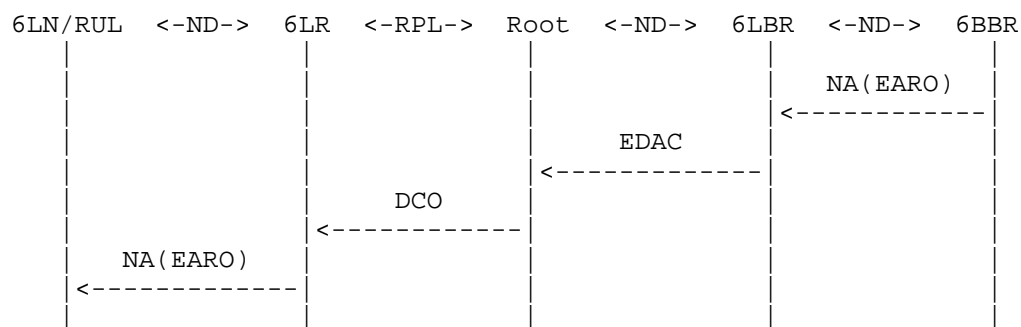 6LN/RUL <-ND-> 6LR <-RPL-> Root <-ND-> 6LBR <-ND-> 6BBR
NA(EARO)
EDAC
DCO
NA(EARO)